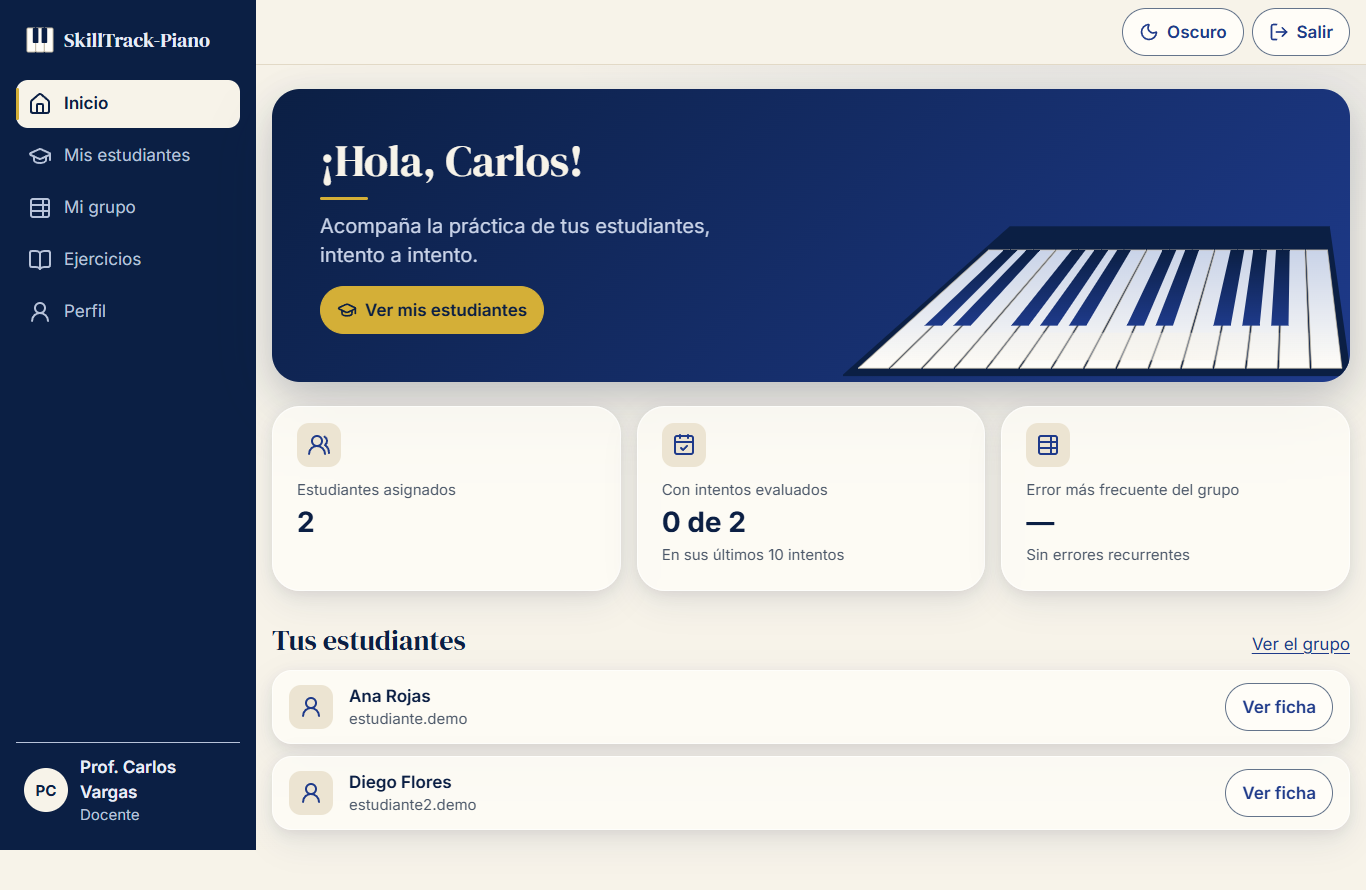 SkillTrack-Piano
Inicio
Mis estudiantes
Mi grupo
Ejercicios
Perfil
Prof. Carlos
Vargas
PC
Docente
Oscuro
Salir
¡Hola, Carlos!
Acompaña la práctica de tus estudiantes,
intento a intento.
Ver mis estudiantes
Estudiantes asignados
2
Con intentos evaluados
0 de 2
En sus últimos 10 intentos
Error más frecuente del grupo
—
Sin errores recurrentes
Tus estudiantes
Ver el grupo
Ana Rojas
estudiante.demo
Ver ficha
Diego Flores
estudiante2.demo
Ver ficha